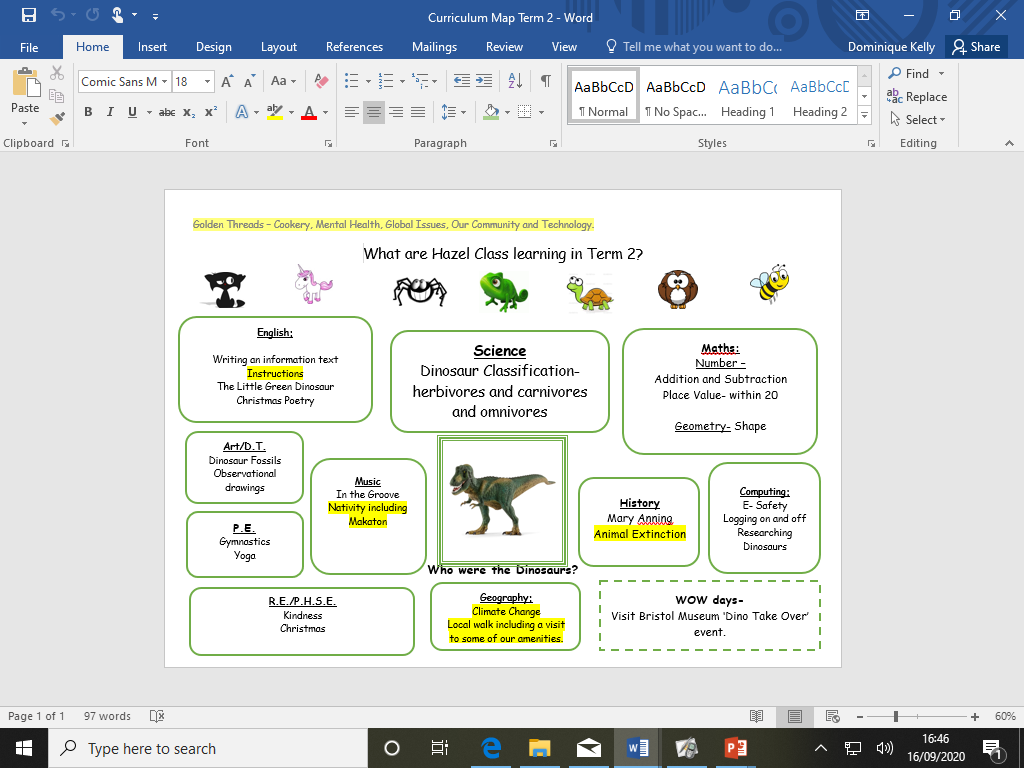 Curriculum Map Term 2 - Word
File Home Insert Design Layout References Mailings Review View Tell me what you want to do... Dominique Kelly Share
Paste
Comic Sans M 18
Aa
B I U abc x₂ x² A ab A
Clipboard Font Paragraph Styles Editing
AaBbCcD AaBbCcD AaBbCc AaBbCcC
¶ Normal ¶ No Spac... Heading 1 Heading 2
Find
Replace
Select
Golden Threads – Cookery, Mental Health, Global Issues, Our Community and Technology.
What are Hazel Class learning in Term 2?
English;
Writing an information text
Instructions
The Little Green Dinosaur
Christmas Poetry
Science
Dinosaur Classification-
herbivores and carnivores
and omnivores
Maths:
Number –
Addition and Subtraction
Place Value- within 20
Geometry- Shape
Art/D.T.
Dinosaur Fossils
Observational
drawings
Music
In the Groove
Nativity including
Makaton
History
Mary Anning
Animal Extinction
Computing;
E- Safety
Logging on and off
Researching
Dinosaurs
P.E.
Gymnastics
Yoga
Who were the Dinosaurs?
R.E./P.H.S.E.
Kindness
Christmas
Geography;
Climate Change
Local walk including a visit
to some of our amenities.
WOW days-
Visit Bristol Museum ‘Dino Take Over’
event.
Page 1 of 1 97 words 60%
Type here to search
16:46
16/09/2020
1